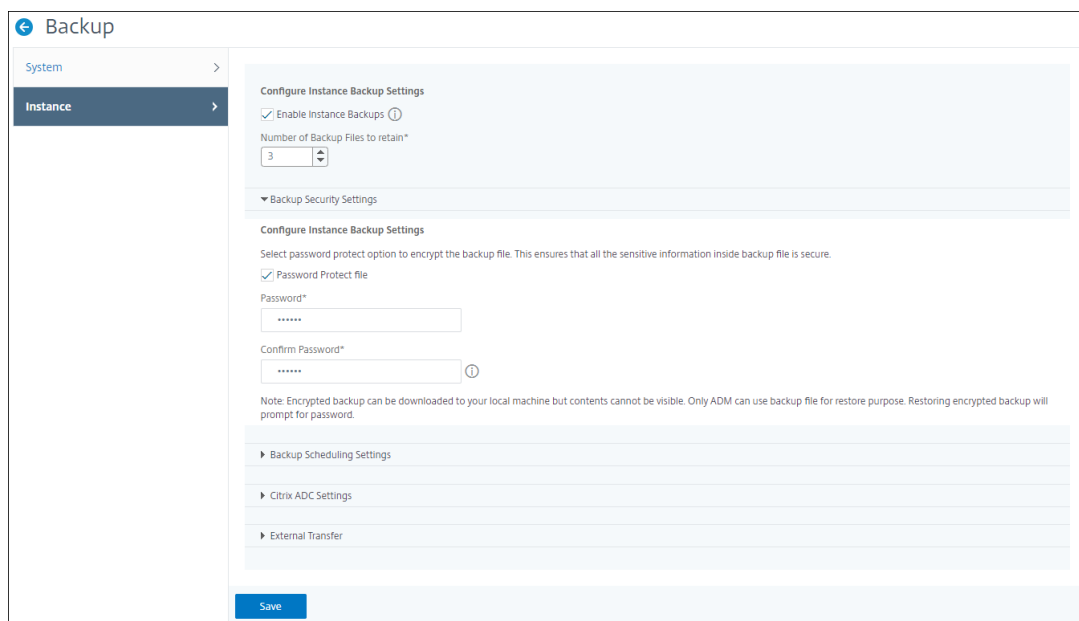 Backup
System
Instance
Configure Instance Backup Settings
Enable Instance Backups
Number of Backup Files to retain*
3
Backup Security Settings
Configure Instance Backup Settings
Select password protect option to encrypt the backup file. This ensures that all the sensitive information inside backup file is secure.
Password Protect file
Password*
••••••
Confirm Password*
••••••
Note: Encrypted backup can be downloaded to your local machine but contents cannot be visible. Only ADM can use backup file for restore purpose. Restoring encrypted backup will
prompt for password.
Backup Scheduling Settings
Citrix ADC Settings
External Transfer
Save